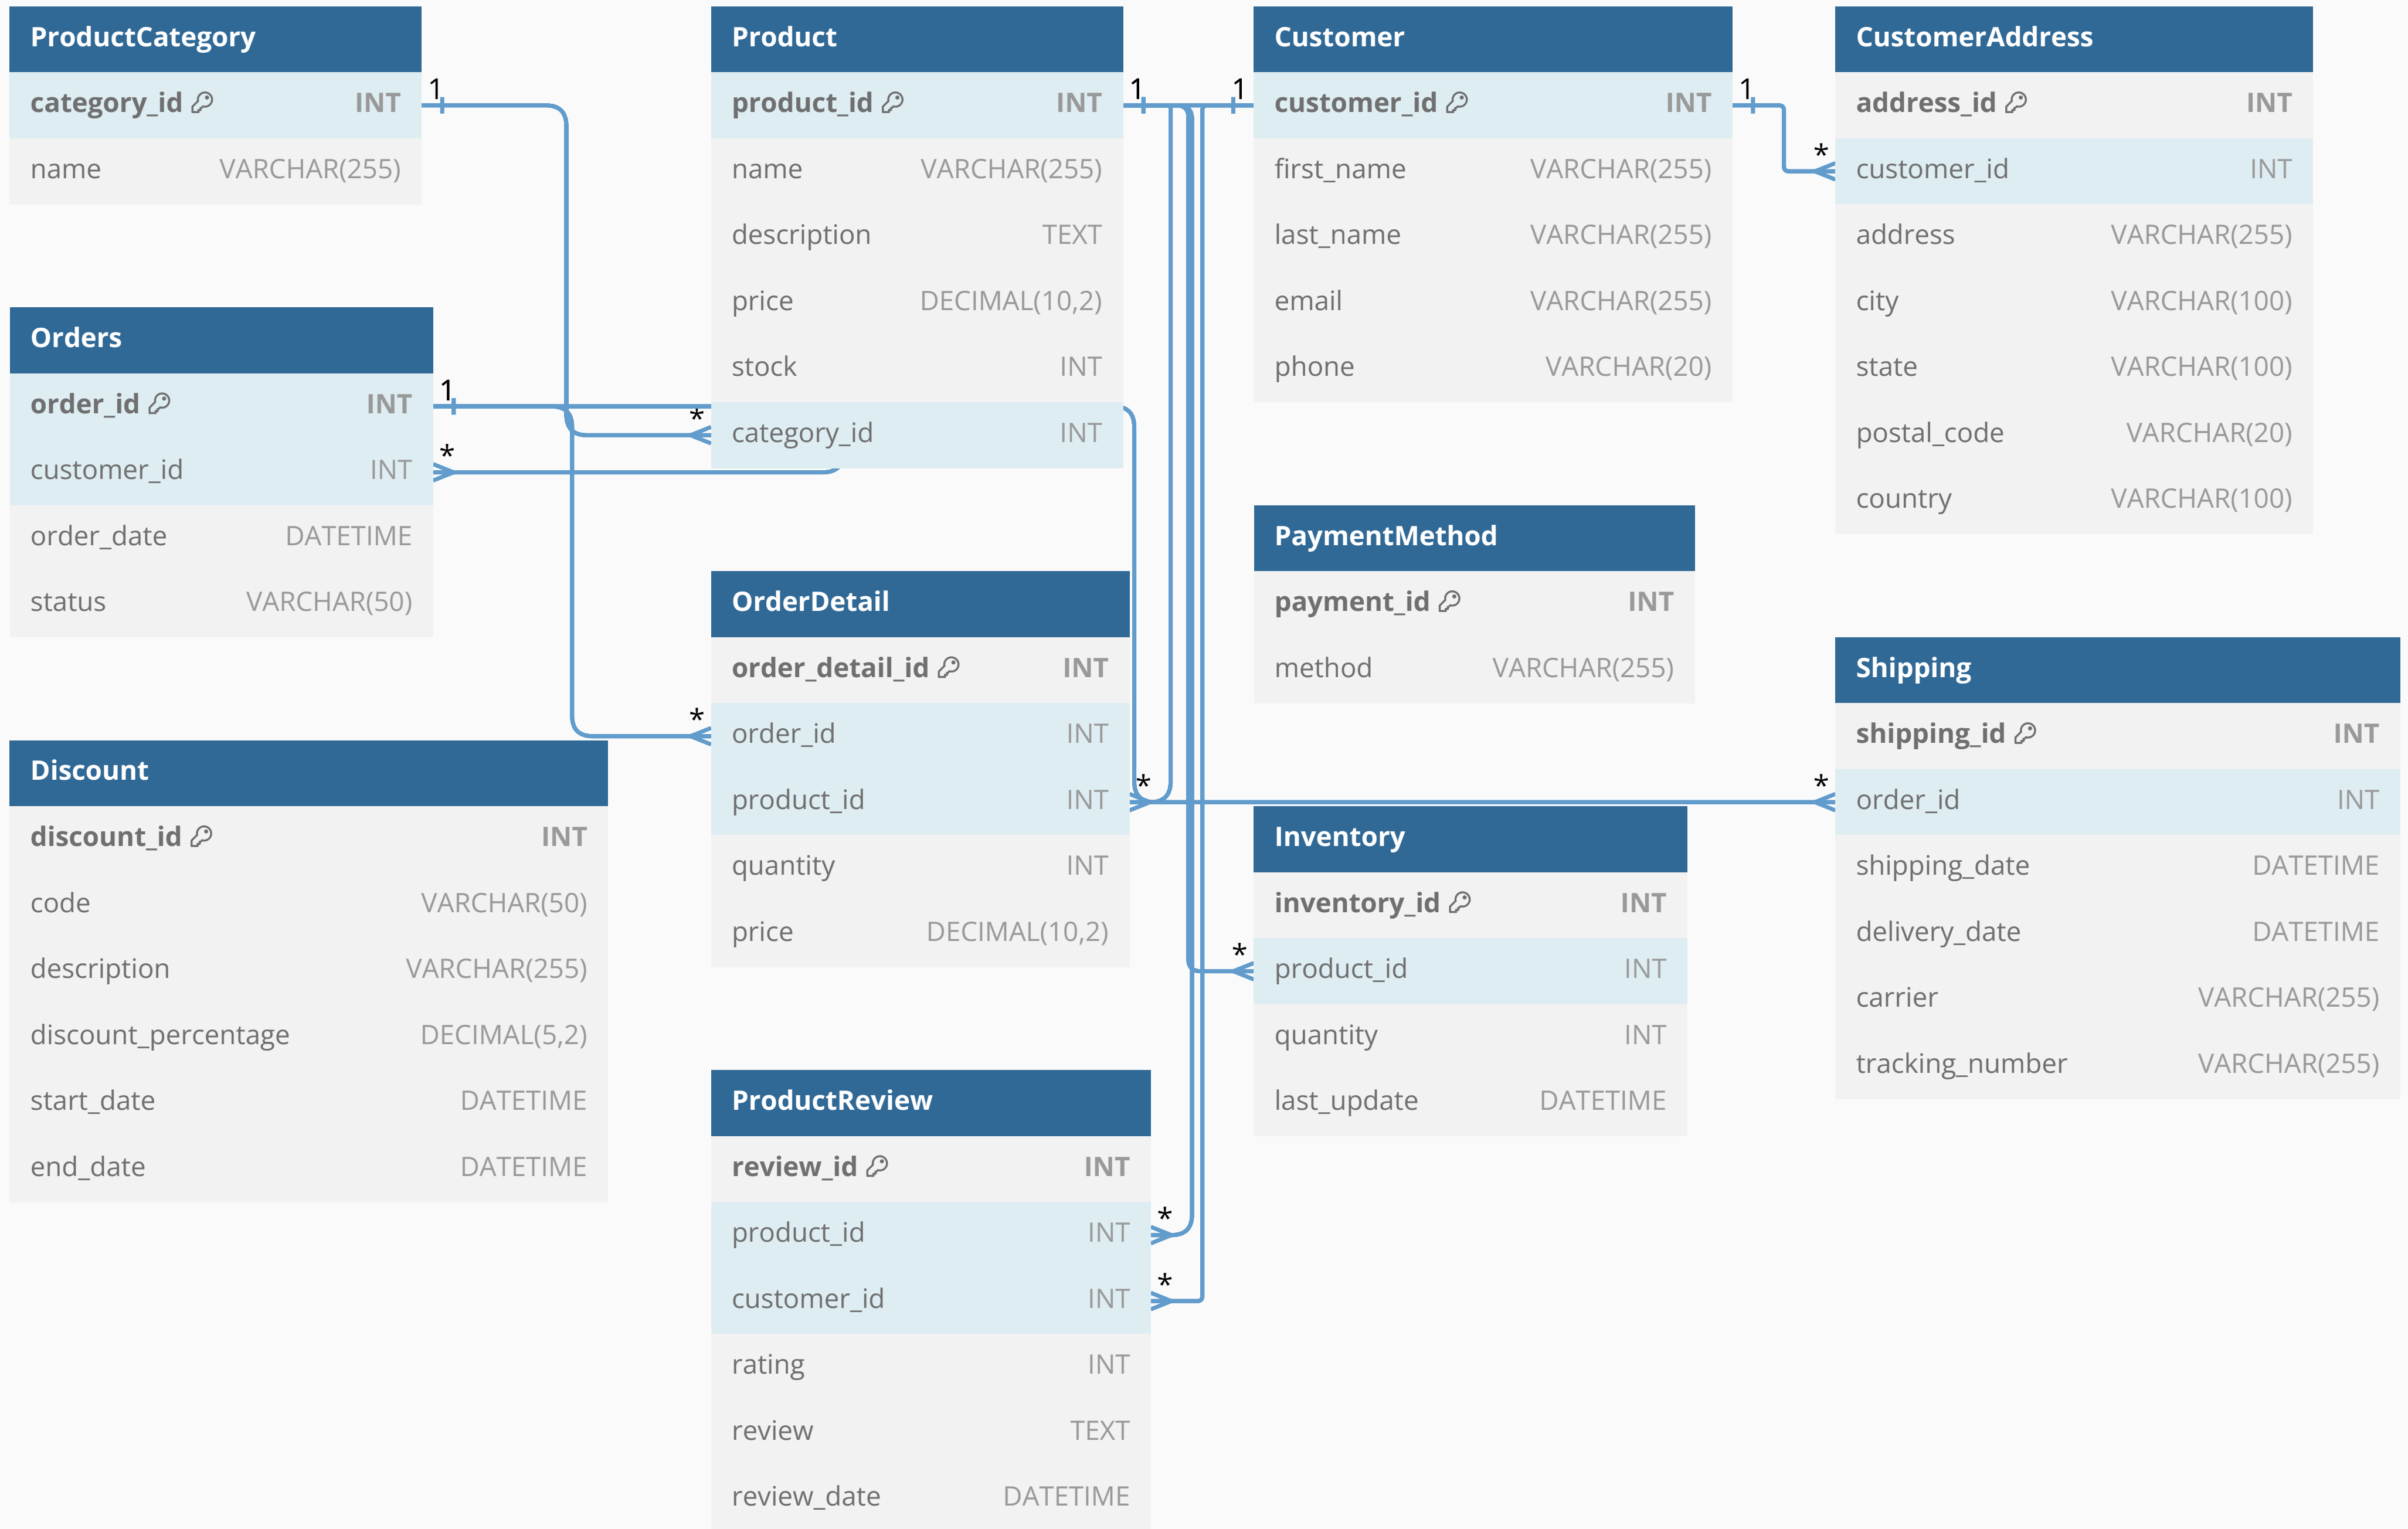 ProductCategory
category_id INT
name VARCHAR(255)
1
Product
product_id INT
name VARCHAR(255)
description TEXT
price DECIMAL(10,2)
stock INT
category_id INT
1
*
Customer
customer_id INT
first_name VARCHAR(255)
last_name VARCHAR(255)
email VARCHAR(255)
phone VARCHAR(20)
1
1
CustomerAddress
address_id INT
customer_id INT
address VARCHAR(255)
city VARCHAR(100)
state VARCHAR(100)
postal_code VARCHAR(20)
country VARCHAR(100)
*
Orders
order_id INT
customer_id INT
order_date DATETIME
status VARCHAR(50)
1
*
OrderDetail
order_detail_id INT
order_id INT
product_id INT
quantity INT
price DECIMAL(10,2)
*
*
PaymentMethod
payment_id INT
method VARCHAR(255)
Shipping
shipping_id INT
order_id INT
shipping_date DATETIME
delivery_date DATETIME
carrier VARCHAR(255)
tracking_number VARCHAR(255)
*
Discount
discount_id INT
code VARCHAR(50)
description VARCHAR(255)
discount_percentage DECIMAL(5,2)
start_date DATETIME
end_date DATETIME
Inventory
inventory_id INT
product_id INT
quantity INT
last_update DATETIME
*
ProductReview
review_id INT
product_id INT
customer_id INT
rating INT
review TEXT
review_date DATETIME
*
*